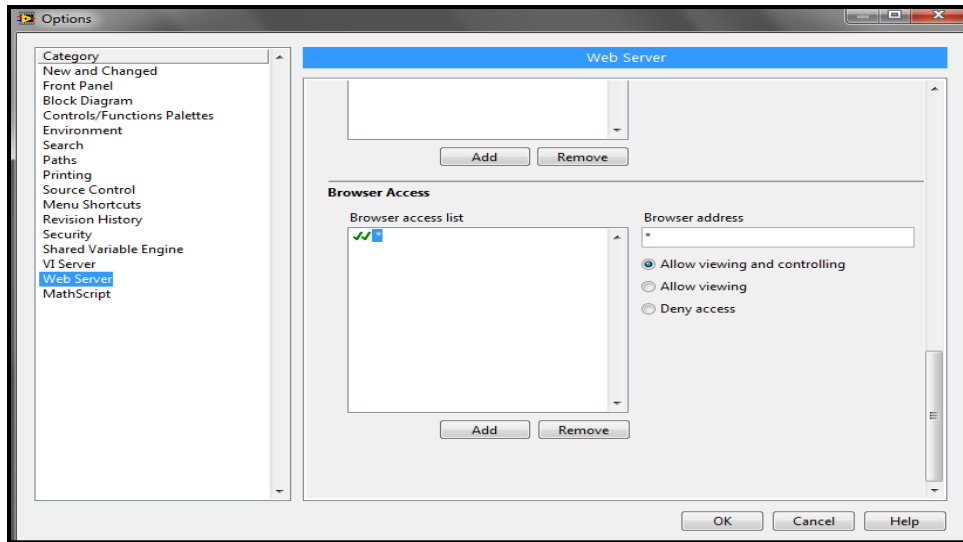 Options
Category
New and Changed
Front Panel
Block Diagram
Controls/Functions Palettes
Environment
Search
Paths
Printing
Source Control
Menu Shortcuts
Revision History
Security
Shared Variable Engine
VI Server
Web Server
MathScript
Web Server
Add Remove
Browser Access
Browser access list
*
Add Remove
Browser address
*
Allow viewing and controlling
Allow viewing
Deny access
OK Cancel Help